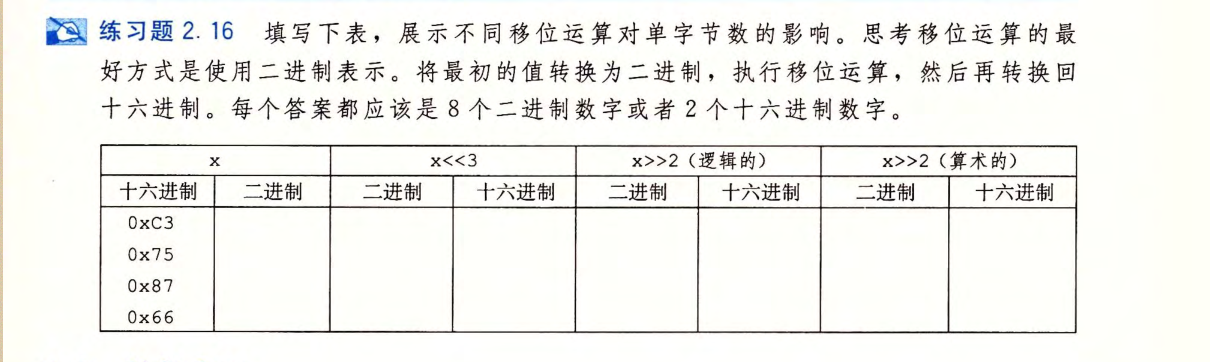 练习题 2.16 填写下表，展示不同移位运算对单字节数的影响。思考移位运算的最
好方式是使用二进制表示。将最初的值转换为二进制，执行移位运算，然后再转换回
十六进制。每个答案都应该是 8 个二进制数字或者 2 个十六进制数字。
x x<<3 x>>2（逻辑的） x>>2（算术的）
十六进制 二进制 二进制 十六进制 二进制 十六进制 二进制 十六进制
0xC3
0x75
0x87
0x66